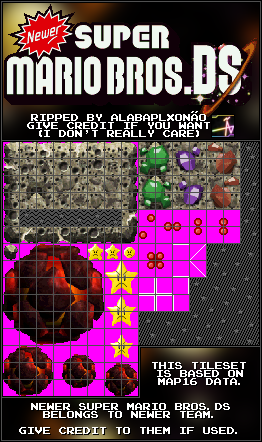 Newer
SUPER
MARIO BROS.DS
RIPPED BY ALABAPLXONÃO
GIVE CREDIT IF YOU WANT
(I DON'T REALLY CARE)
THIS TILESET
IS BASED ON
MAP16 DATA.
NEWER SUPER MARIO BROS. DS
BELONGS TO NEWER TEAM.
GIVE CREDIT TO THEM IF USED.